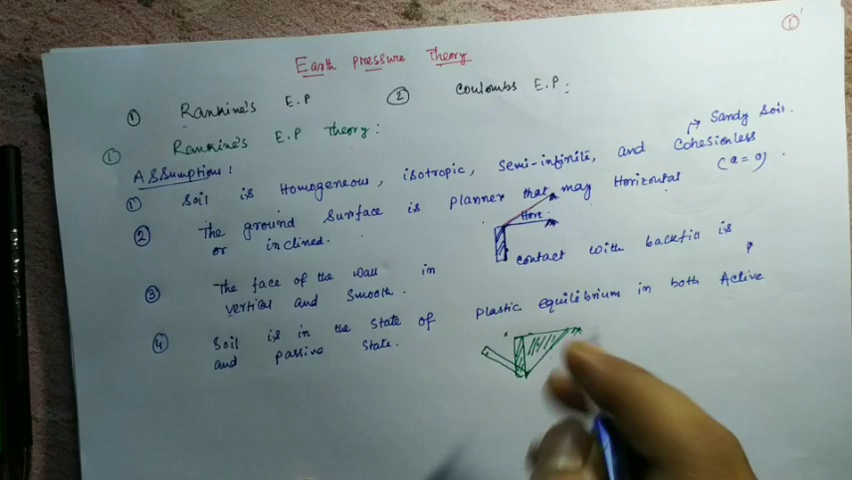 ①'
Earth Pressure Theory
① Rankine's E.P ② Coulombs E.P :
① Rankine's E.P Theory :
Assumptions : → Sandy Soil.
① Soil is Homogeneous, isotropic, semi-infinite, and Cohesionless
(c = 0)
② The ground Surface is planner that may Horizontal
or inclined.
Hori.
③ The face of the wall in contact with backfill is
vertical and Smooth.
④ Soil is in the State of plastic equilibrium in both Active
and passive State.